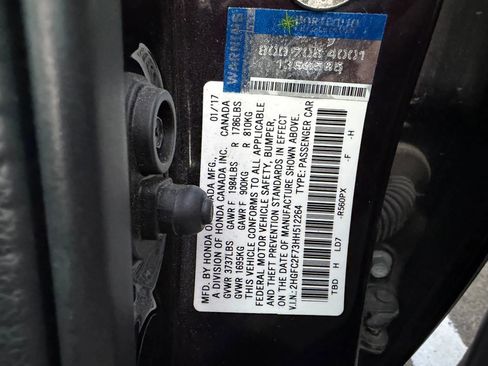 WARNING
800 708 4001
MFD. BY HONDA OF CANADA MFG., 01/17
A DIVISION OF HONDA CANADA INC. CANADA
GVWR 3737LBS GAWR F 1984LBS R 1786LBS
GVWR 1695KG GAWR F 900KG R 810KG
THIS VEHICLE CONFORMS TO ALL APPLICABLE
FEDERAL MOTOR VEHICLE SAFETY, BUMPER,
AND THEFT PREVENTION STANDARDS IN EFFECT
ON THE DATE OF MANUFACTURE SHOWN ABOVE.
V.I.N.: 2HGFC2F73HH512264 TYPE: PASSENGER CAR
-R560PX -F -H
TBD H LD7